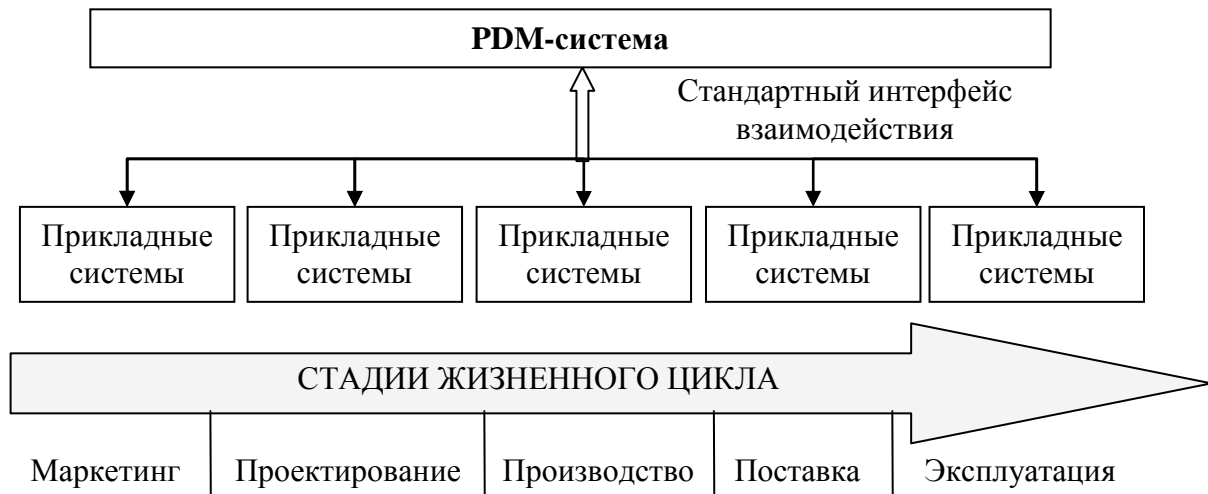 PDM-система
Стандартный интерфейс
взаимодействия
Прикладные
системы
Прикладные
системы
Прикладные
системы
Прикладные
системы
Прикладные
системы
СТАДИИ ЖИЗНЕННОГО ЦИКЛА
Маркетинг
Проектирование
Производство
Поставка
Эксплуатация